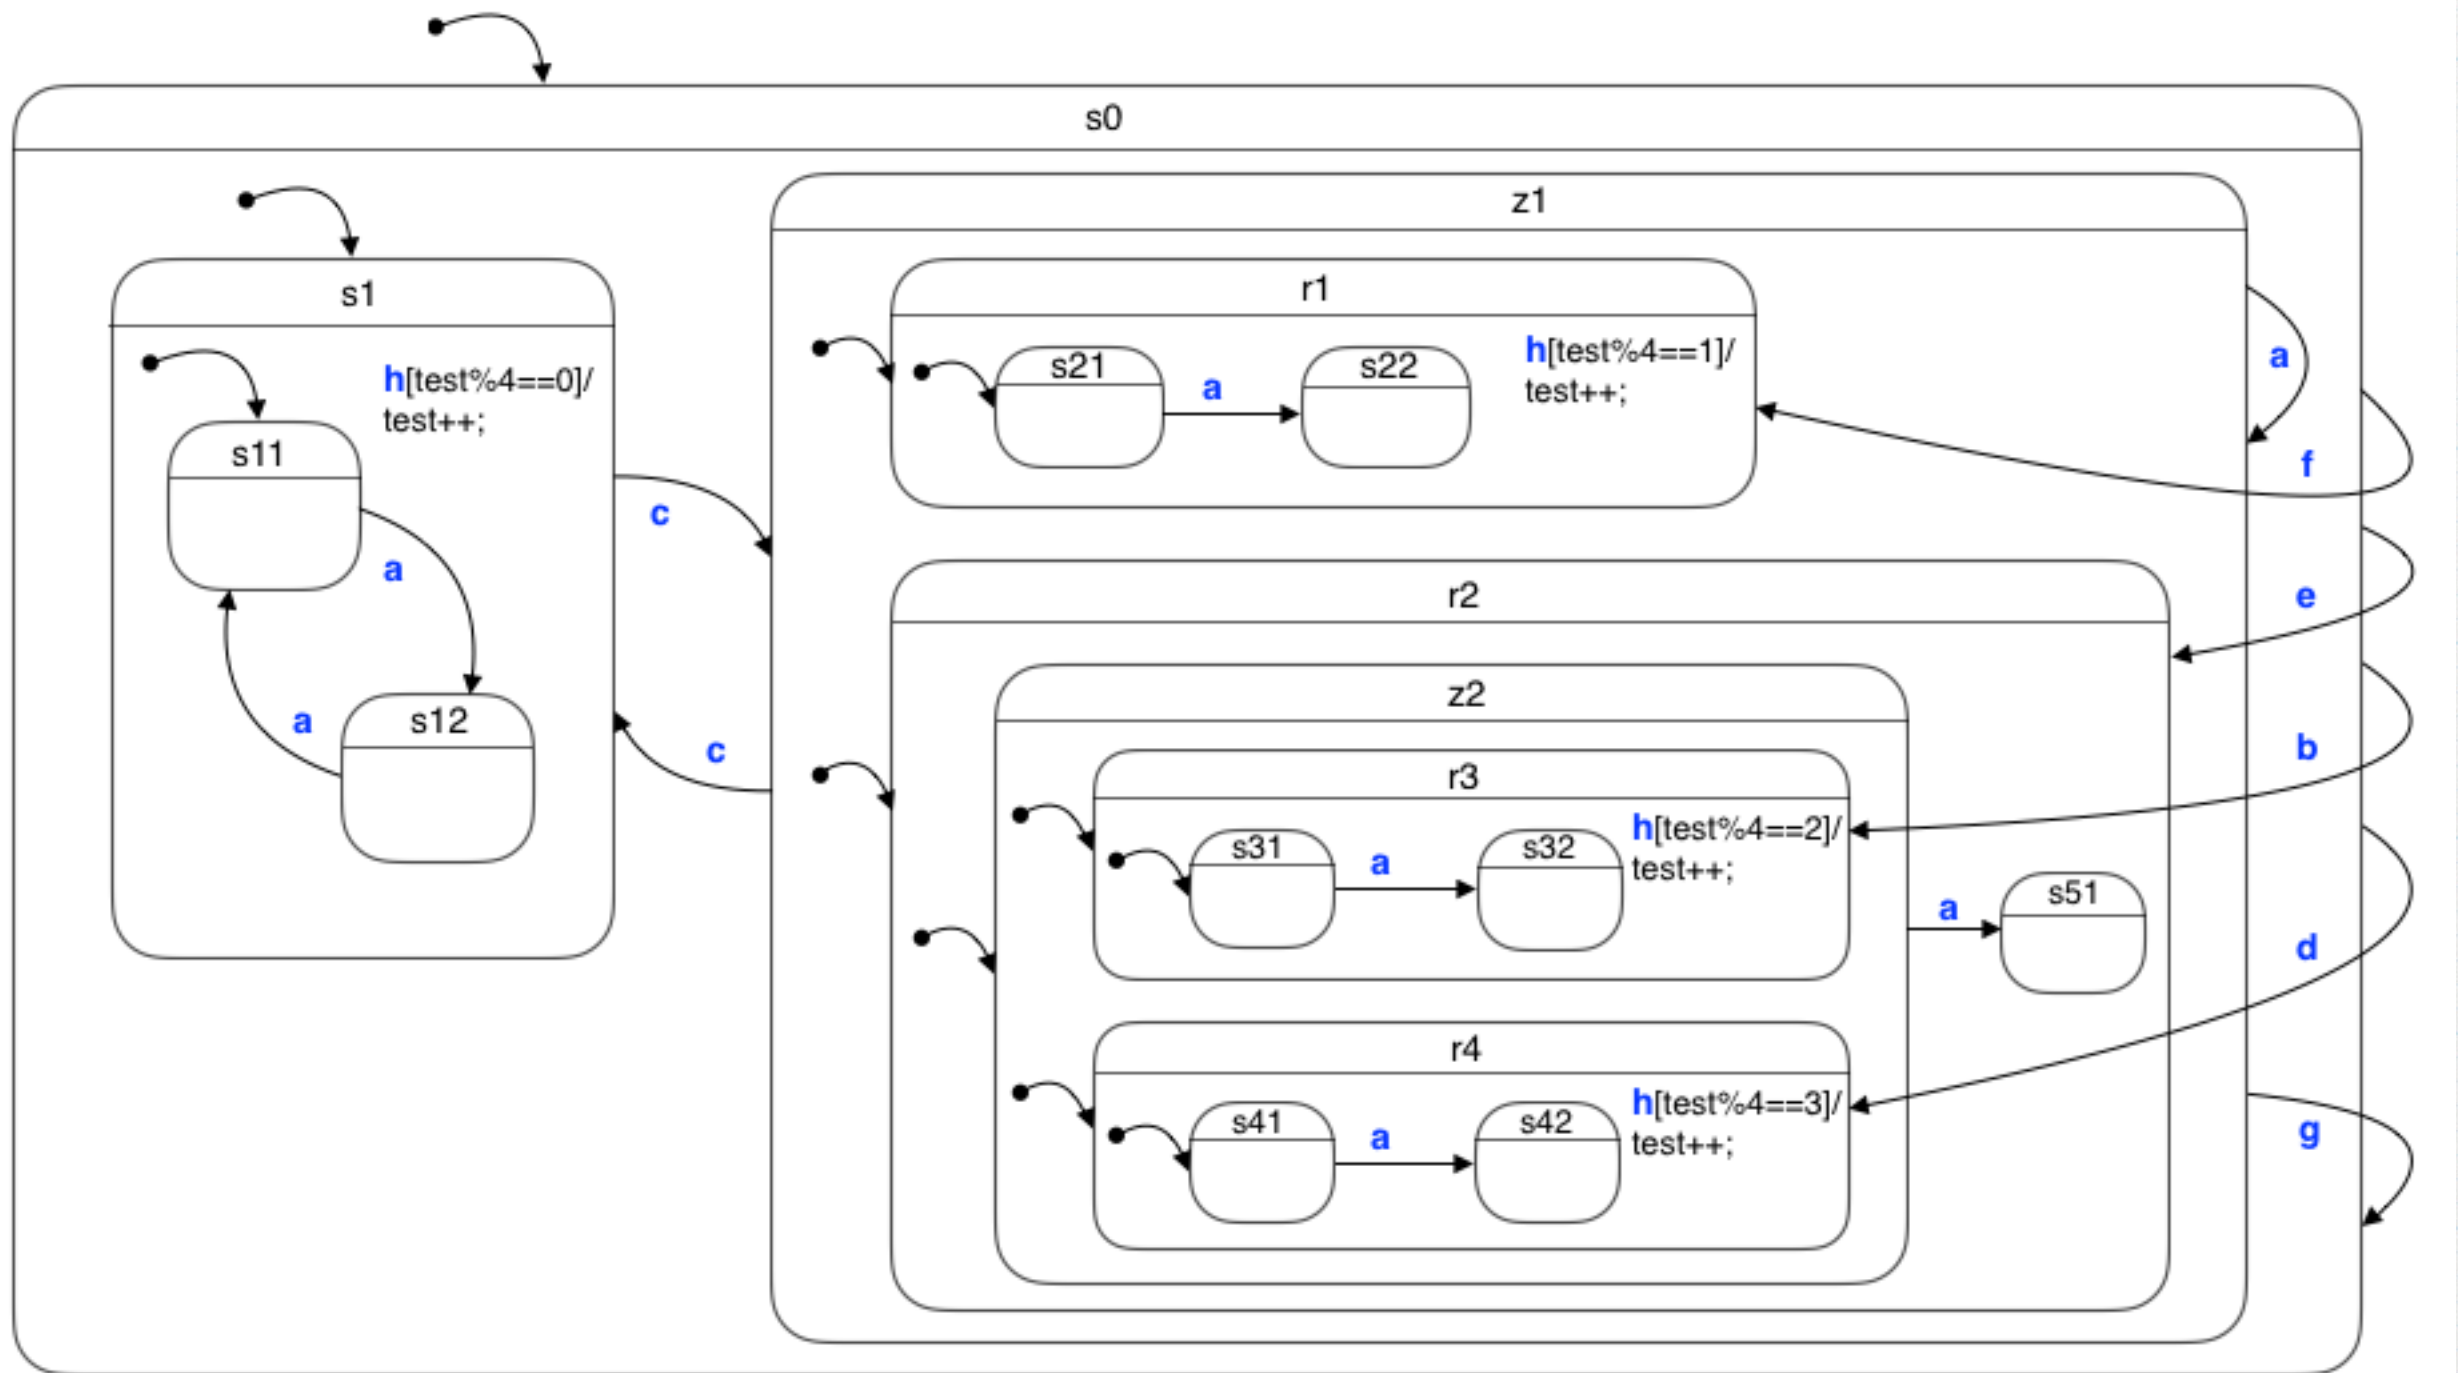 s0
z1
s1
r1
h[test%4==0]/
test++;
s11
a
s12
a
c
c
s21
a
s22
h[test%4==1]/
test++;
a
f
r2
e
z2
b
r3
s31
a
s32
h[test%4==2]/
test++;
a
s51
d
r4
s41
a
s42
h[test%4==3]/
test++;
g